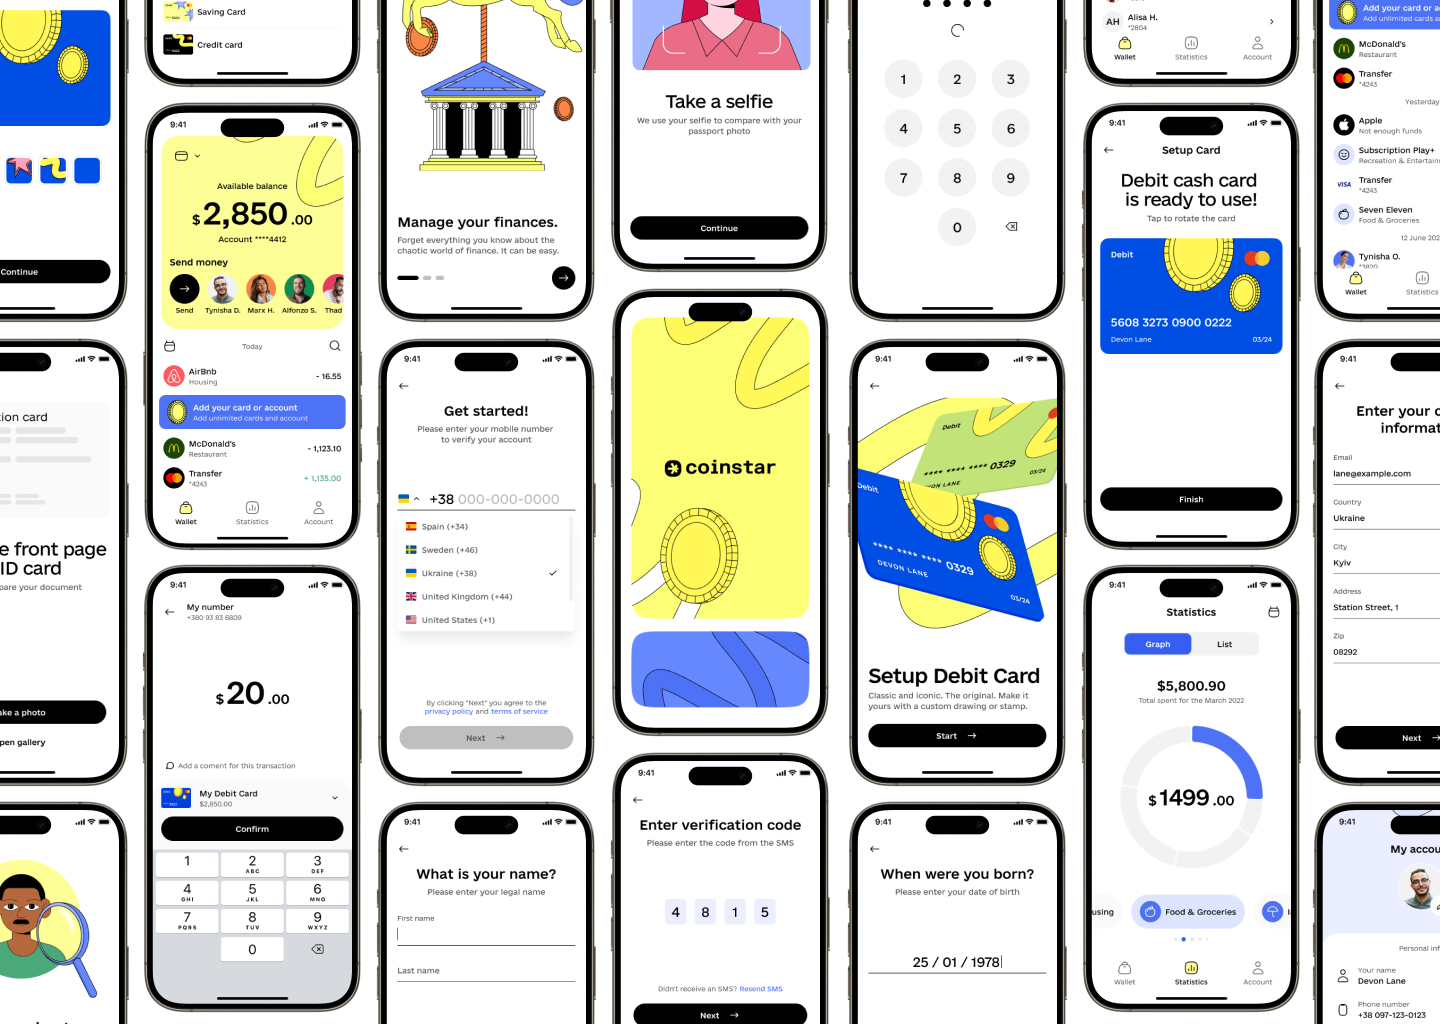 Continue
tion card
e front page
ID card
pare your document
ake a photo
pen gallery
Saving Card
Credit card
9:41
Available balance
$2,850.00
Account ****4412
Send money
Send
Tynisha D.
Marx H.
Alfonzo S.
Thad
Today
AirBnb
Housing
- 16.55
Add your card or account
Add unlimited cards and account
McDonald's
Restaurant
- 1,123.10
Transfer
*4243
+ 1,135.00
Wallet
Statistics
Account
9:41
My number
+380 93 83 6809
$20.00
Add a coment for this transaction
My Debit Card
$2,850.00
Confirm
1
2 ABC
3 DEF
4 GHI
5 JKL
6 MNO
7 PQRS
8 TUV
9 WXYZ
0
Manage your finances.
Forget everything you know about the
chaotic world of finance. It can be easy.
9:41
Get started!
Please enter your mobile number
to verify your account
+38 000-000-0000
Spain (+34)
Sweden (+46)
Ukraine (+38)
United Kingdom (+44)
United States (+1)
By clicking "Next" you agree to the
privacy policy and terms of service
Next
9:41
What is your name?
Please enter your legal name
First name
Last name
Take a selfie
We use your selfie to compare with your
passport photo
Continue
coinstar
9:41
Enter verification code
Please enter the code from the SMS
4 8 1 5
Didn't receive an SMS? Resend SMS
Next
1 2 3
4 5 6
7 8 9
0
9:41
Debit
**** **** **** 0329
03/24
VON LANE
Debit
**** **** **** 0329
DEVON LANE
03/24
Setup Debit Card
Classic and iconic. The original. Make it
yours with a custom drawing or stamp.
Start
9:41
When were you born?
Please enter your date of birth
25 / 01 / 1978
AH
Alisa H.
*2804
Wallet
Statistics
Account
9:41
Setup Card
Debit cash card
is ready to use!
Tap to rotate the card
Debit
5608 3273 0900 0222
Devon Lane
03/24
Finish
9:41
Statistics
Graph
List
$5,800.90
Total spent for the March 2022
$1499.00
using
Food & Groceries
Wallet
Statistics
Account
Add your card or a
Add unlimited cards an
McDonald's
Restaurant
Transfer
*4243
Yesterday
Apple
Not enough funds
Subscription Play+
Recreation & Entertainm
VISA
Transfer
*4243
Seven Eleven
Food & Groceries
12 June 202
Tynisha O.
*3820
Wallet
Statistics
9:41
Enter your c
informat
Email
lane@example.com
Country
Ukraine
City
Kyiv
Address
Station Street, 1
Zip
08292
Next
9:41
My accou
Personal inf
Your name
Devon Lane
Phone number
+38 097-123-0123